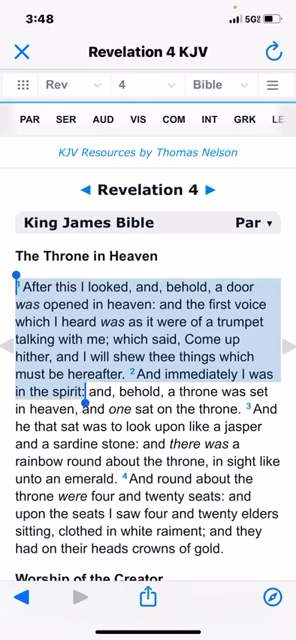 3:48
5G
Revelation 4 KJV
Rev
4
Bible
PAR SER AUD VIS COM INT GRK LE
KJV Resources by Thomas Nelson
Revelation 4
King James Bible Par
The Throne in Heaven
1 After this I looked, and, behold, a door
was opened in heaven: and the first voice
which I heard was as it were of a trumpet
talking with me; which said, Come up
hither, and I will shew thee things which
must be hereafter. 2 And immediately I was
in the spirit: and, behold, a throne was set
in heaven, and one sat on the throne. 3 And
he that sat was to look upon like a jasper
and a sardine stone: and there was a
rainbow round about the throne, in sight like
unto an emerald. 4 And round about the
throne were four and twenty seats: and
upon the seats I saw four and twenty elders
sitting, clothed in white raiment; and they
had on their heads crowns of gold.
Worship of the Creator